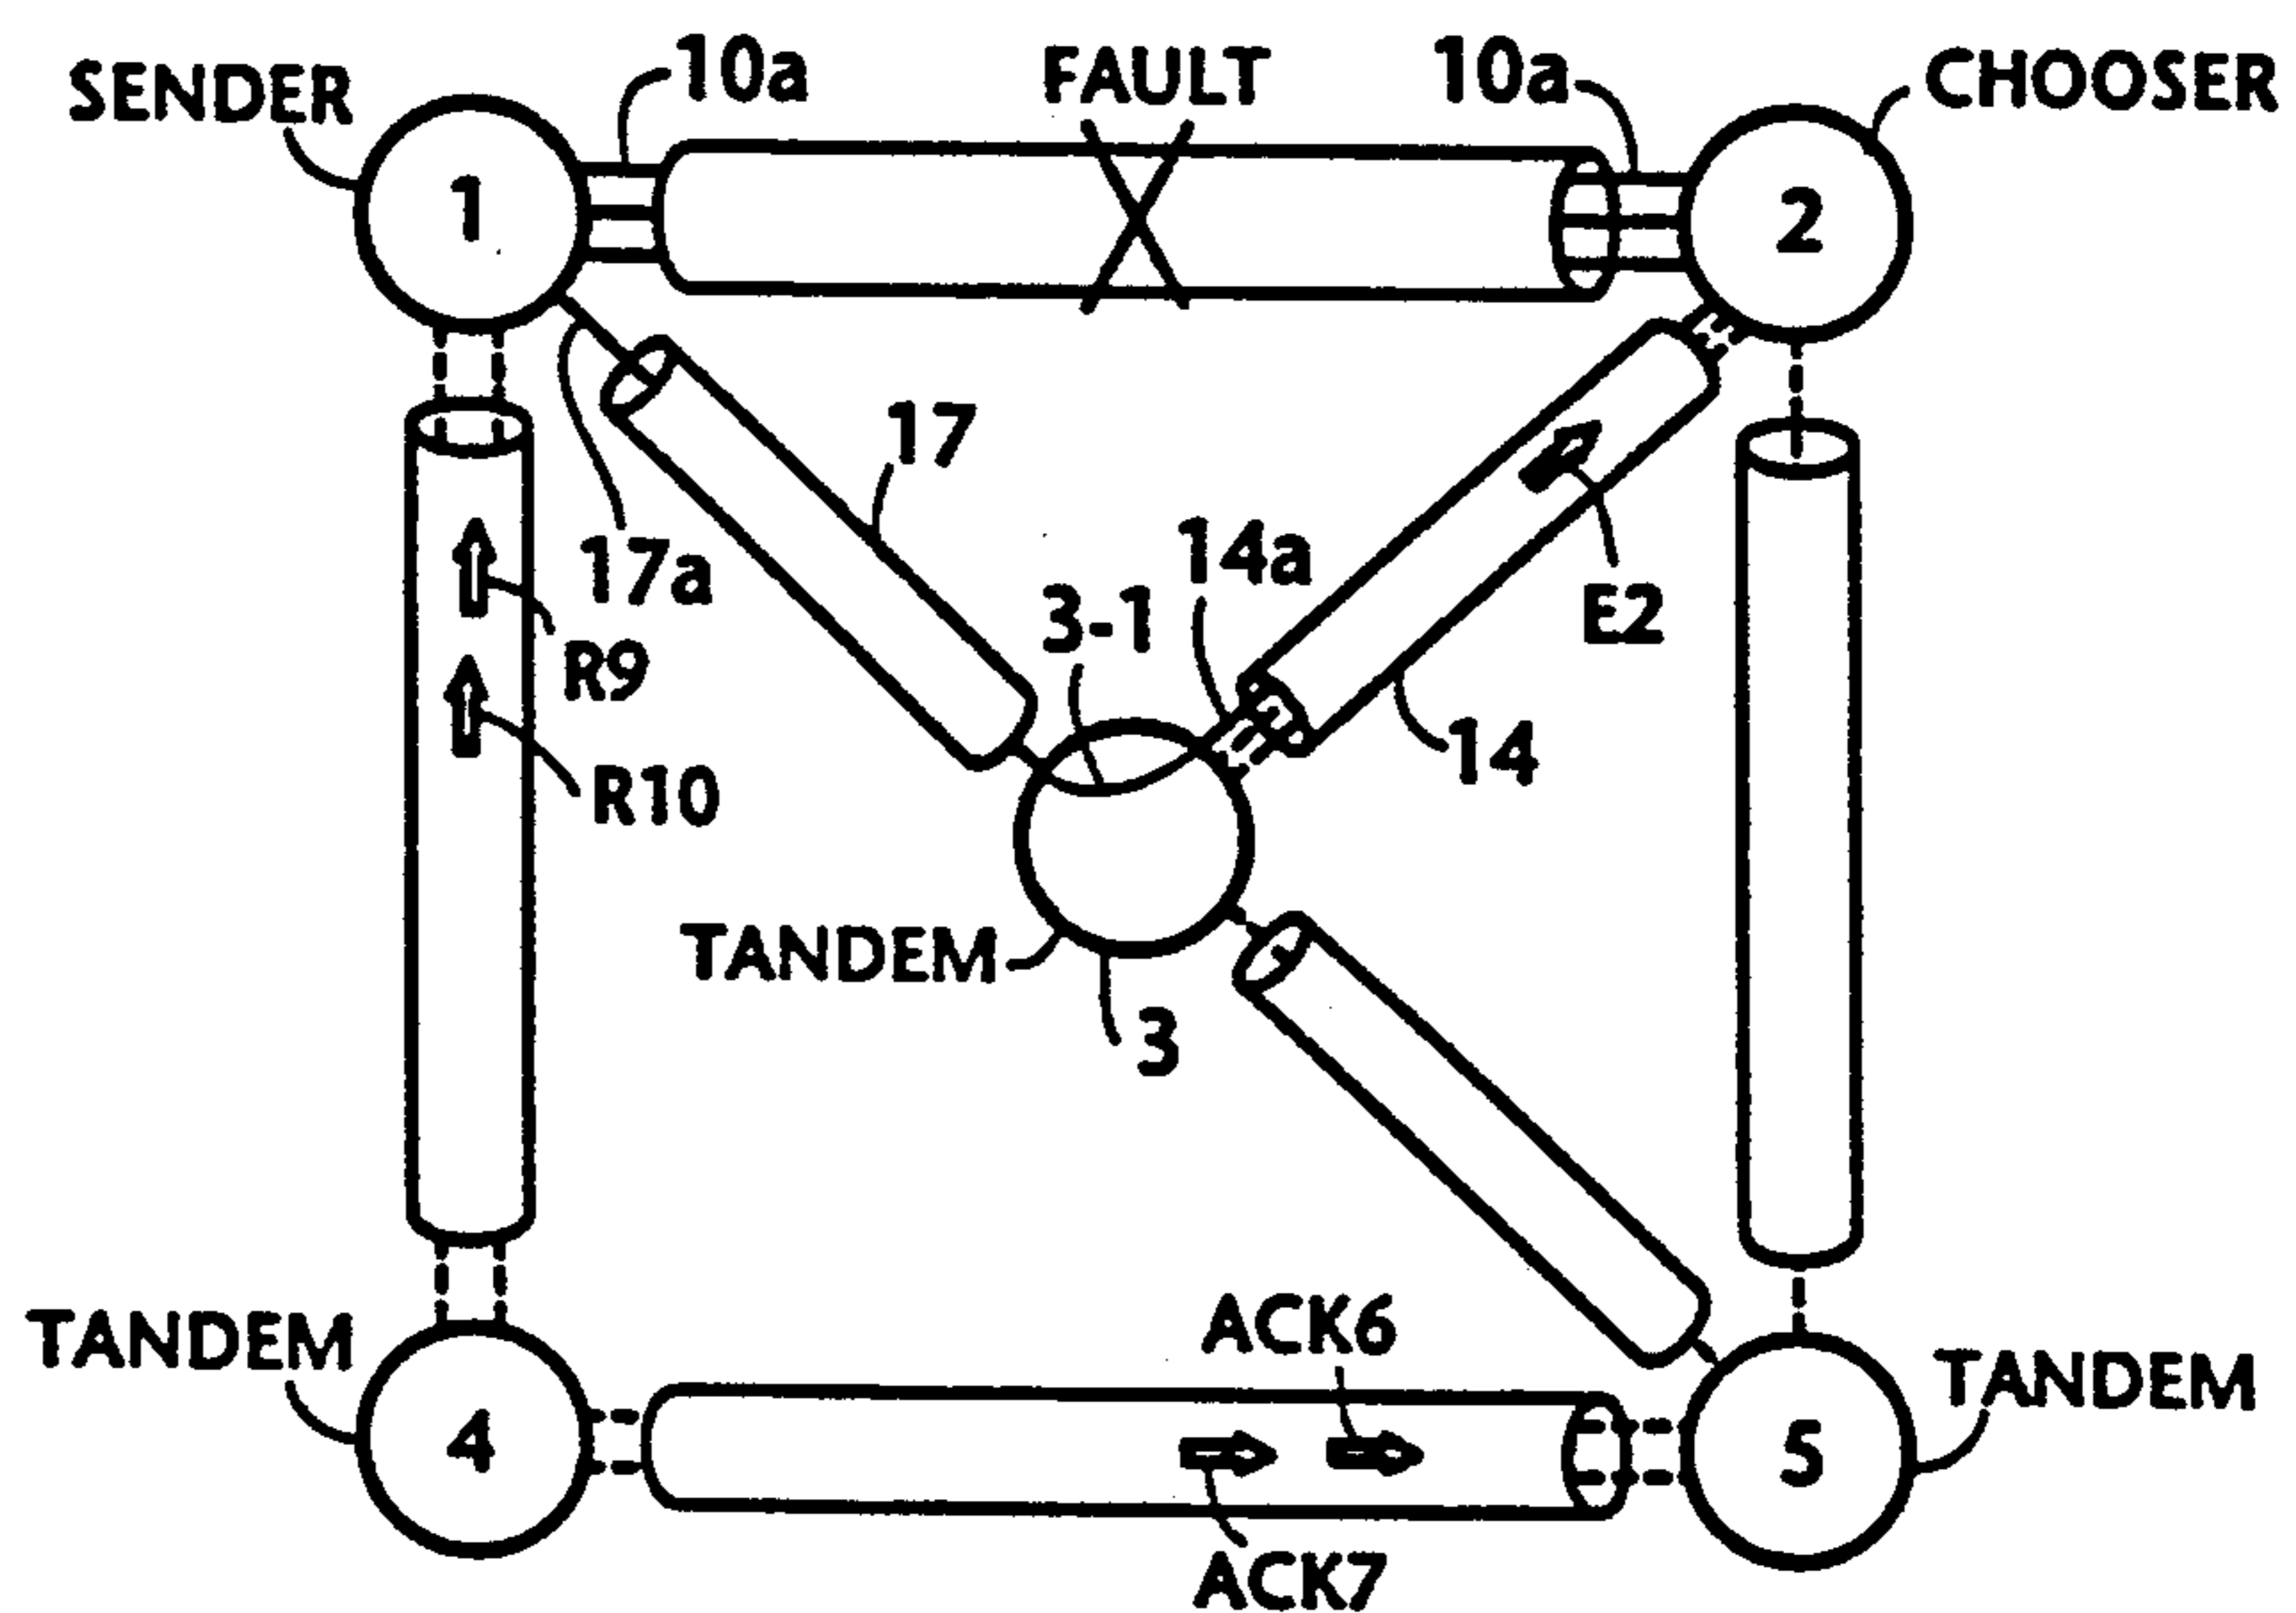 SENDER
10a
FAULT
10a
CHOOSER
1
2
17
17a
14a
3-1
E2
R9
14
R10
TANDEM
3
ACK6
TANDEM
TANDEM
4
5
ACK7